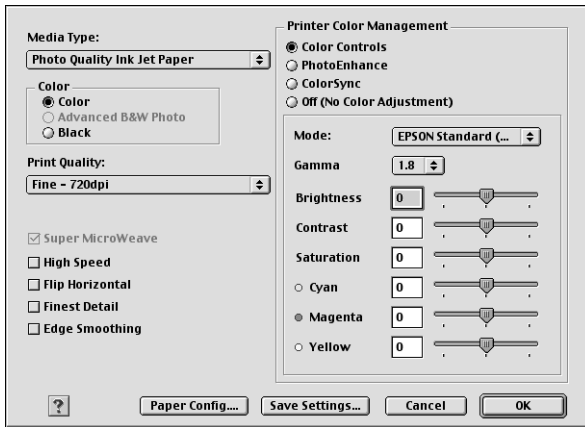 Media Type:
Photo Quality Ink Jet Paper
Color
Color
Advanced B&W Photo
Black
Print Quality:
Fine - 720dpi
Super MicroWeave
High Speed
Flip Horizontal
Finest Detail
Edge Smoothing
Printer Color Management
Color Controls
PhotoEnhance
ColorSync
Off (No Color Adjustment)
Mode: EPSON Standard (...
Gamma 1.8
Brightness 0
Contrast 0
Saturation 0
Cyan 0
Magenta 0
Yellow 0
? Paper Config.... Save Settings... Cancel OK